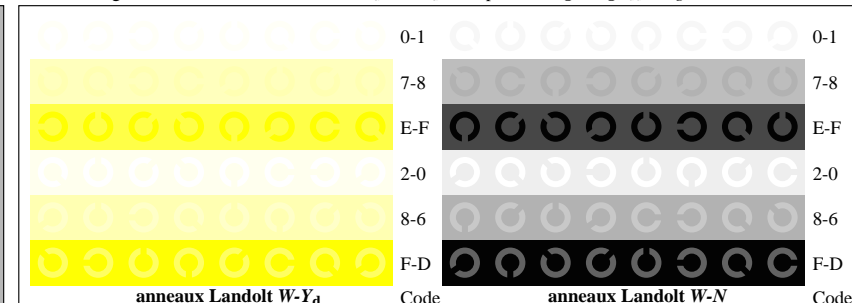 0-1 0-1
7-8 7-8
E-F E-F
2-0 2-0
8-6 8-6
F-D F-D
anneaux Landolt W-Yd Code anneaux Landolt W-N Code